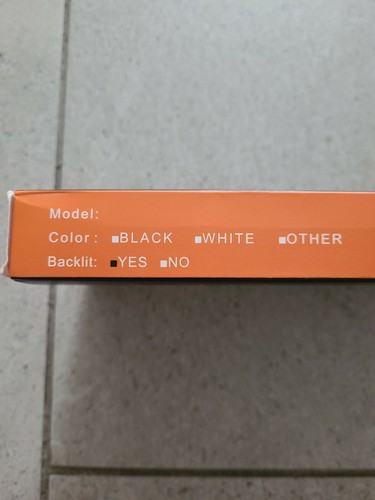 Model:
Color: ■BLACK ■WHITE ■OTHER
Backlit: ■YES ■NO